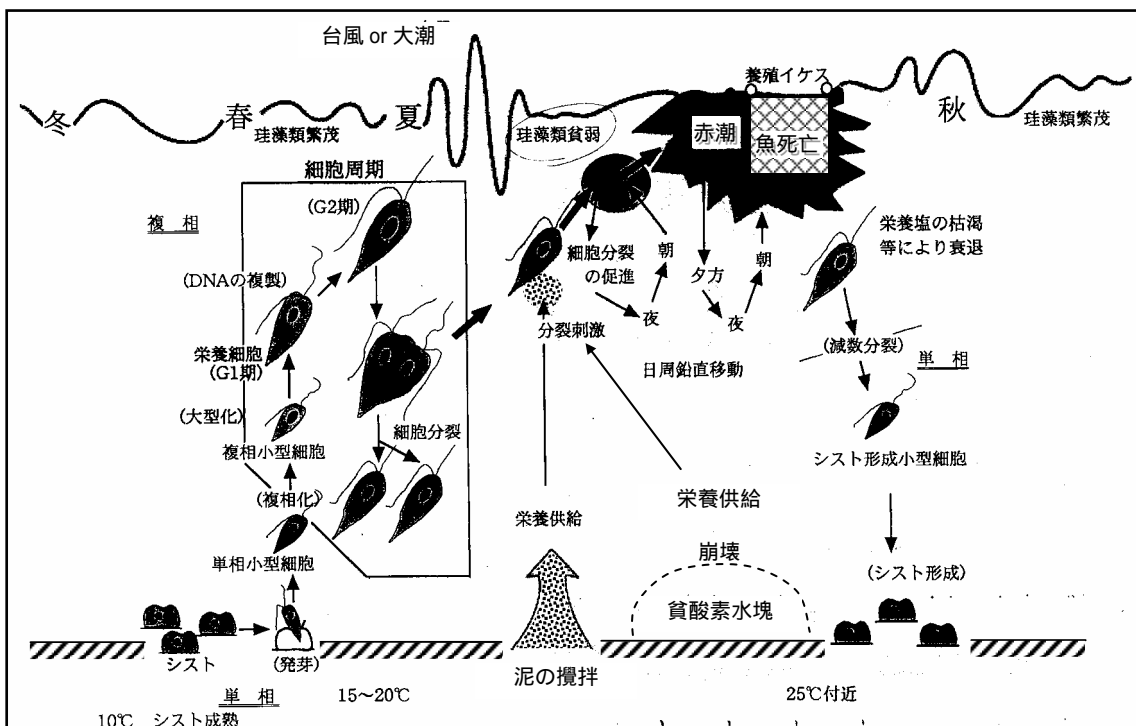 台風 or 大潮
冬
春
珪藻類繁茂
夏
珪藻類貧弱
養殖イケス
赤潮
魚死亡
秋
珪藻類繁茂
複 相
細胞周期
(G2期)
(DNAの複製)
栄養細胞
(G1期)
(大型化)
複相小型細胞
(複相化)
単相小型細胞
細胞分裂
細胞分裂
の促進
朝
夜
分裂刺激
夕方
夜
朝
日周鉛直移動
栄養塩の枯渇
等により衰退
(減数分裂)
単 相
シスト形成小型細胞
(シスト形成)
栄養供給
栄養供給
崩壊
貧酸素水塊
シスト
(発芽)
泥の攪拌
単 相
15~20℃
25℃付近
10℃ シスト成熟